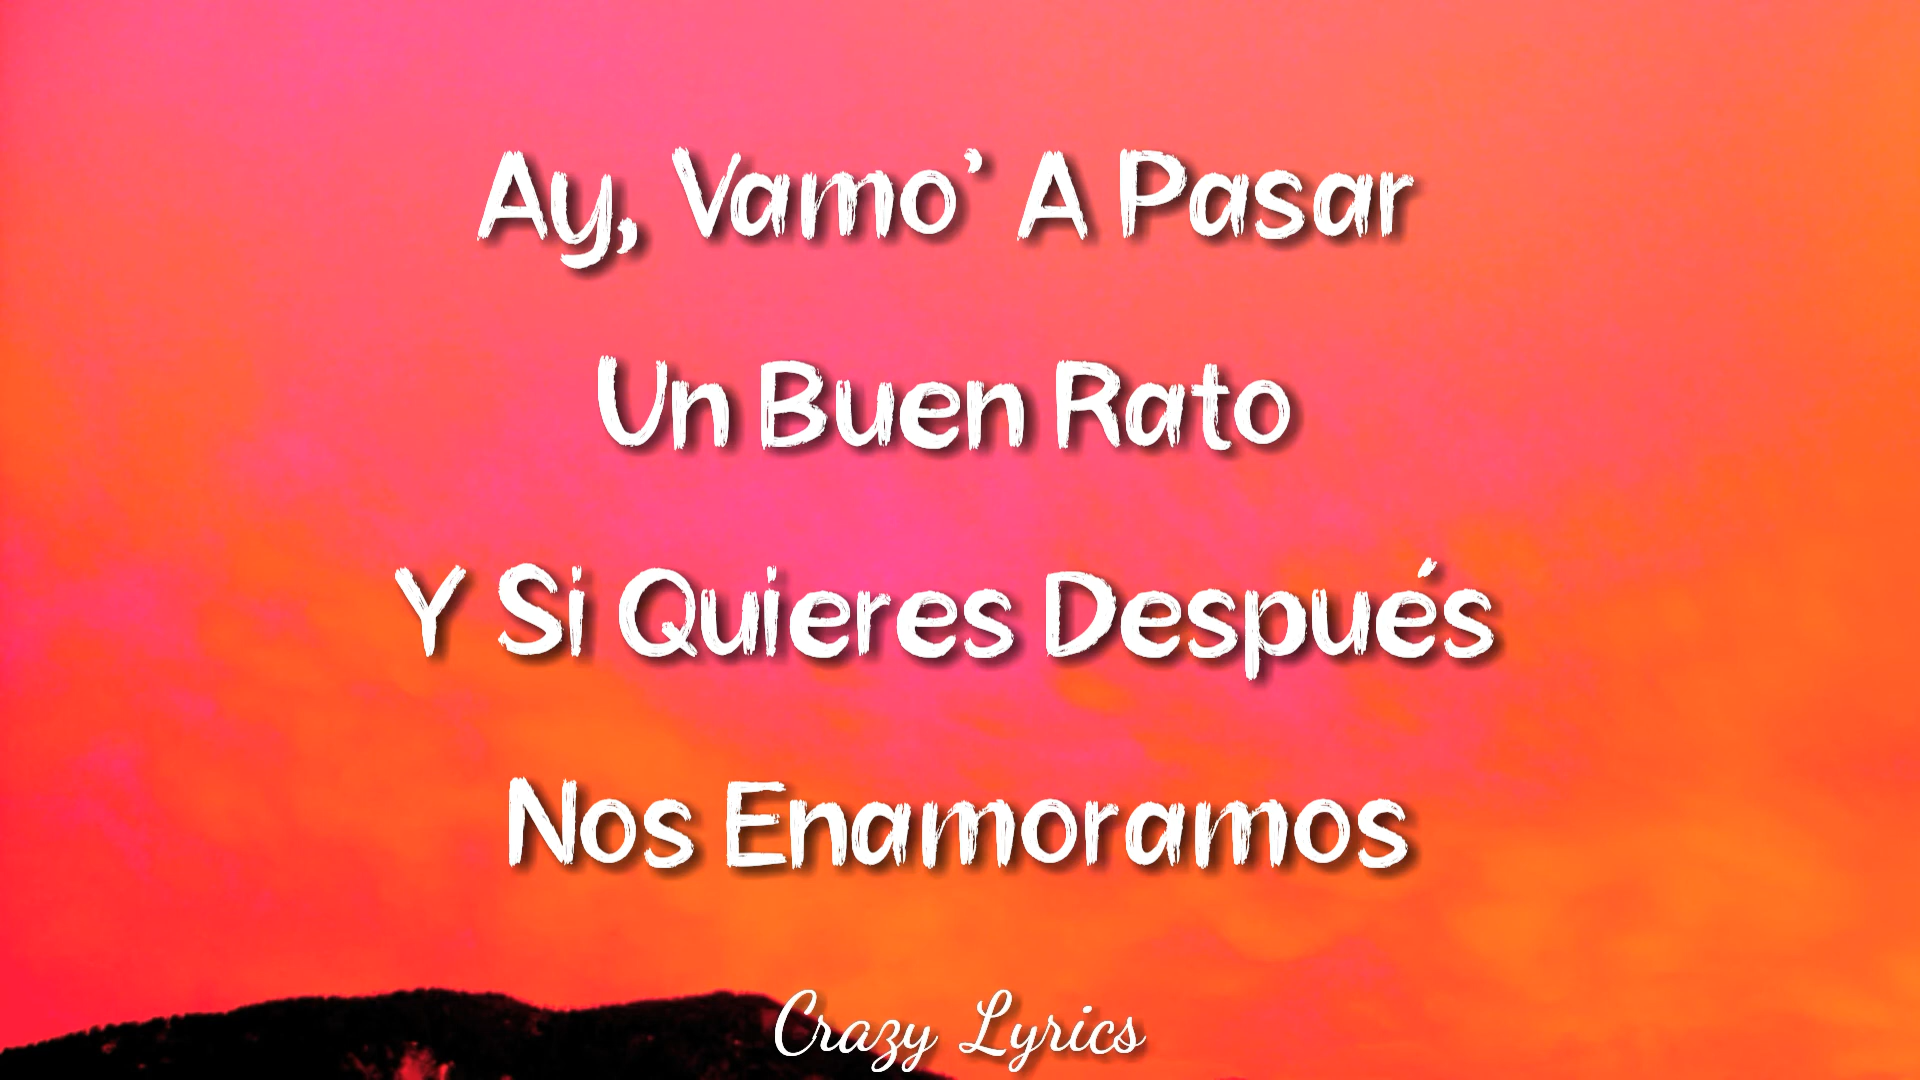 Ay, Vamo' A Pasar
Un Buen Rato
Y Si Quieres Después
Nos Enamoramos
Crazy Lyrics